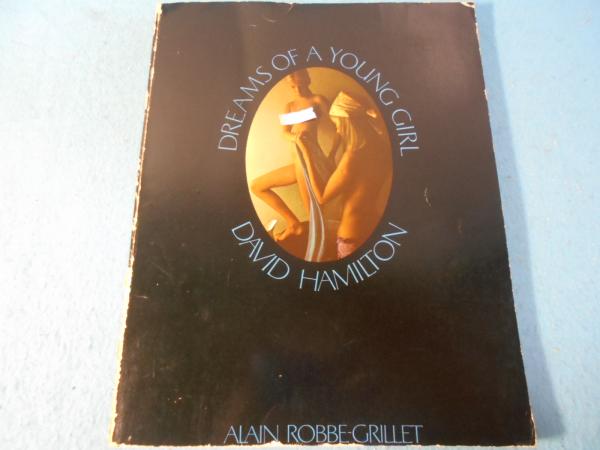 DREAMS OF A YOUNG GIRL
DAVID HAMILTON
ALAIN ROBBE-GRILLET